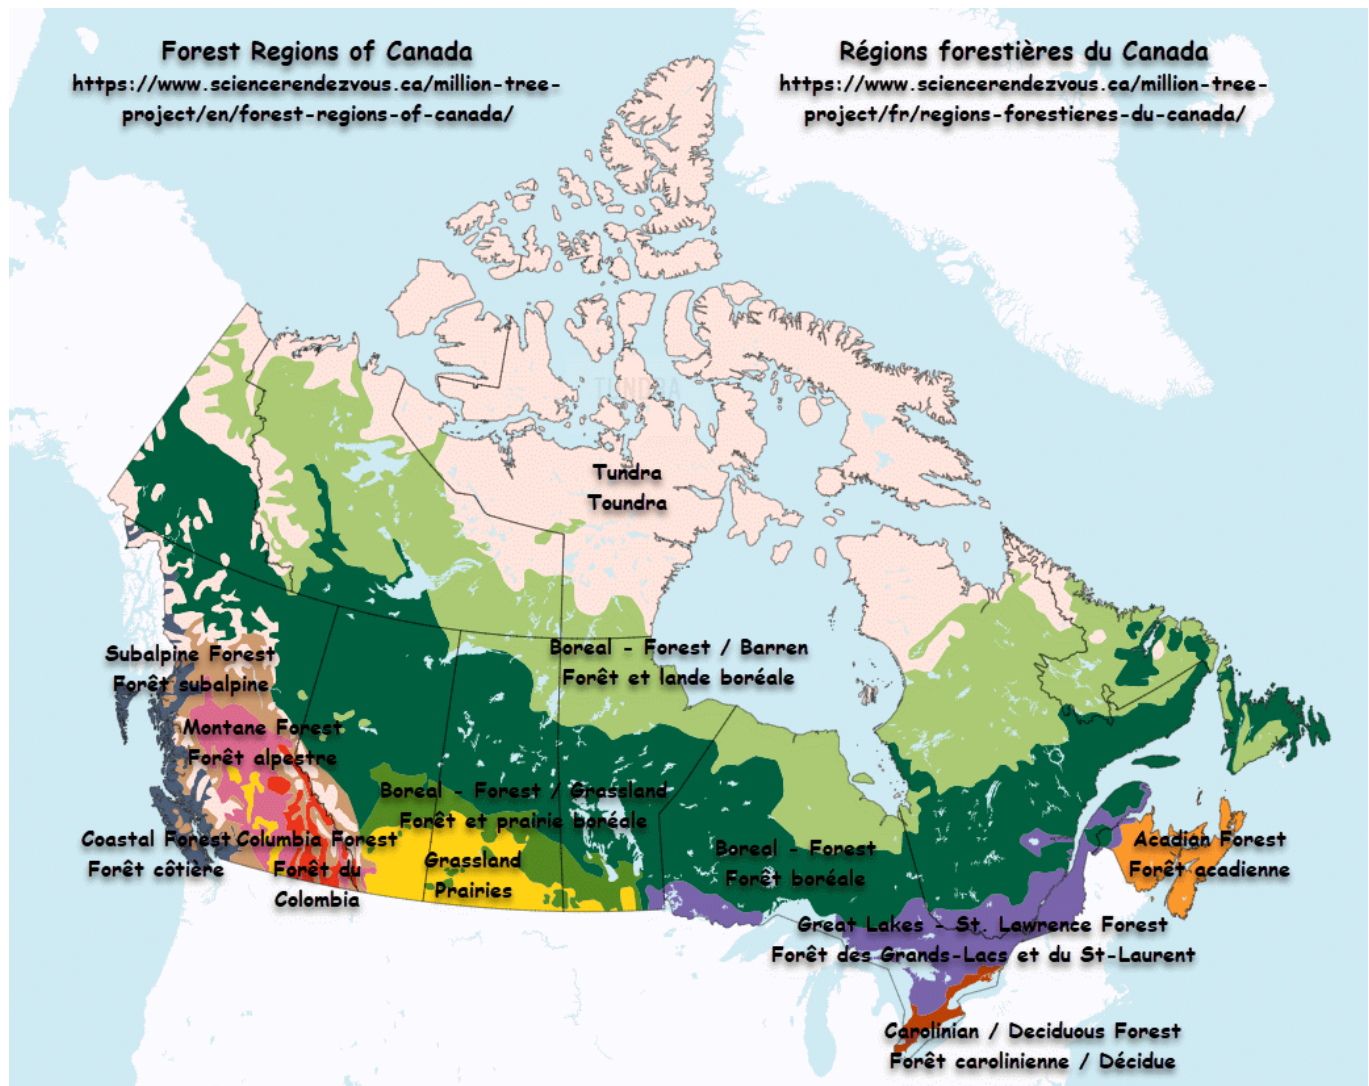 Forest Regions of Canada
https://www.sciencerendezvous.ca/million-tree-
project/en/forest-regions-of-canada/
Régions forestières du Canada
https://www.sciencerendezvous.ca/million-tree-
project/fr/regions-forestieres-du-canada/
TUNDRA
Tundra
Toundra
Subalpine Forest
Forêt subalpine
Boreal - Forest / Barren
Forêt et lande boréale
Montane Forest
Forêt alpestre
Boreal - Forest / Grassland
Forêt et prairie boréale
Coastal Forest
Forêt côtière
Columbia Forest
Forêt du
Colombia
Grassland
Prairies
Boreal - Forest
Forêt boréale
Acadian Forest
Forêt acadienne
Great Lakes - St. Lawrence Forest
Forêt des Grands-Lacs et du St-Laurent
Carolinian / Deciduous Forest
Forêt carolinienne / Décidue